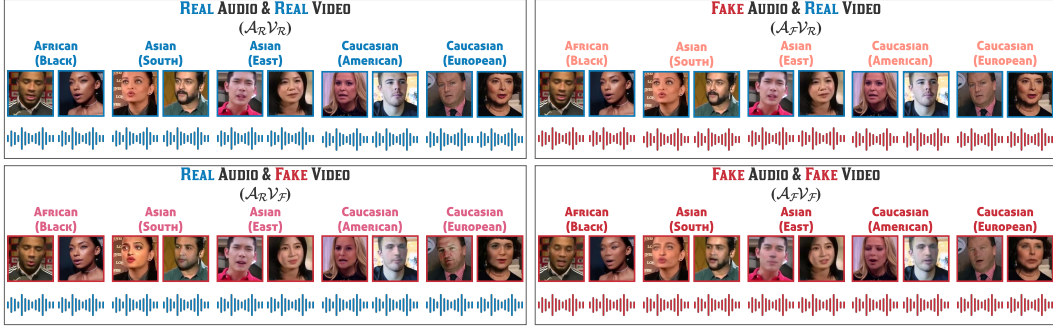 Real Audio & Real Video
(𝒜ℛ𝒱ℛ)
African (Black)
Asian (South)
Asian (East)
Caucasian (American)
Caucasian (European)
Fake Audio & Real Video
(𝒜ℱ𝒱ℛ)
African (Black)
Asian (South)
Asian (East)
Caucasian (American)
Caucasian (European)
Real Audio & Fake Video
(𝒜ℛ𝒱ℱ)
African (Black)
Asian (South)
Asian (East)
Caucasian (American)
Caucasian (European)
Fake Audio & Fake Video
(𝒜ℱ𝒱ℱ)
African (Black)
Asian (South)
Asian (East)
Caucasian (American)
Caucasian (European)